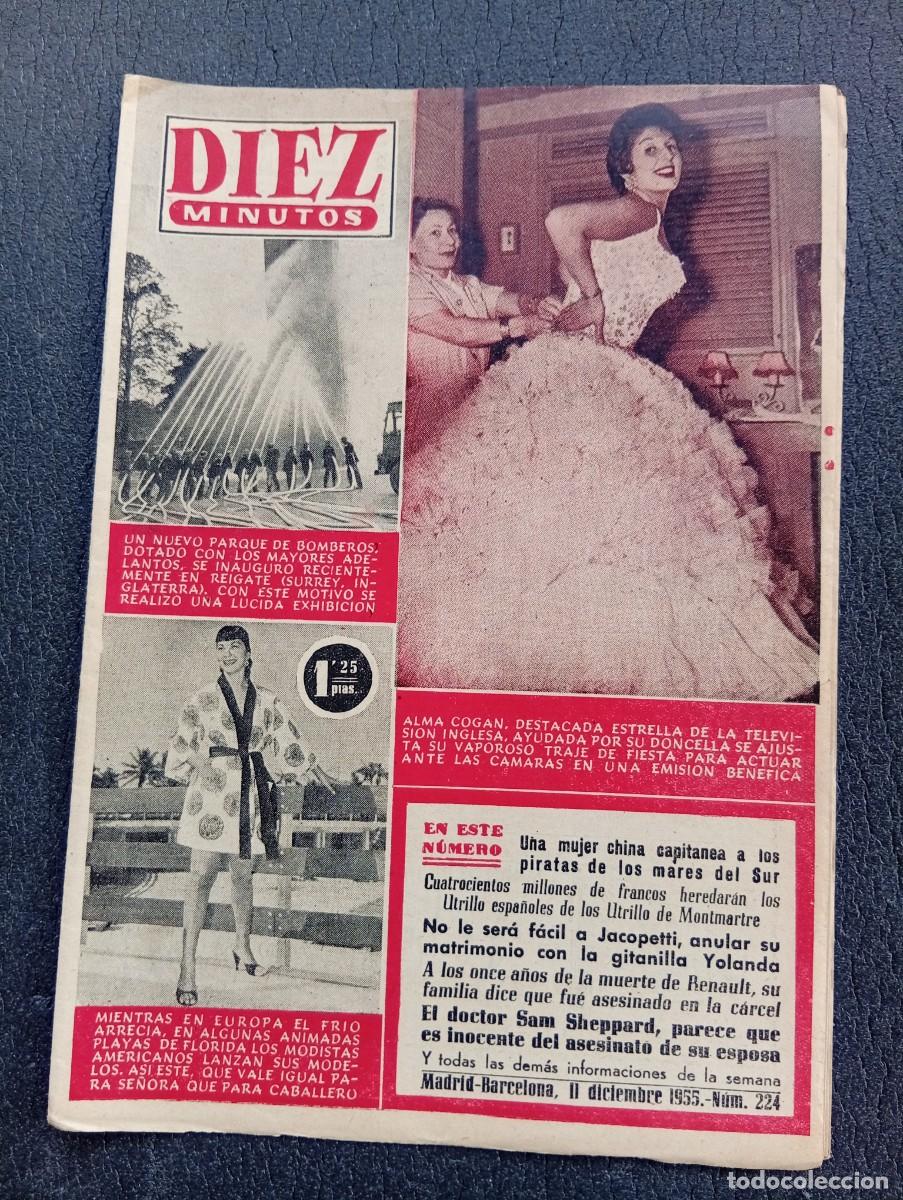 DIEZ
MINUTOS
UN NUEVO PARQUE DE BOMBEROS,
DOTADO CON LOS MAYORES ADE-
LANTOS, SE INAUGURO RECIENTE-
MENTE EN REIGATE (SURREY, IN-
GLATERRA). CON ESTE MOTIVO SE
REALIZO UNA LUCIDA EXHIBICION
1'25
ptas.
ALMA COGAN, DESTACADA ESTRELLA DE LA TELEVI-
SION INGLESA, AYUDADA POR SU DONCELLA SE AJUS-
TA SU VAPOROSO TRAJE DE FIESTA PARA ACTUAR
ANTE LAS CAMARAS EN UNA EMISION BENEFICA
MIENTRAS EN EUROPA EL FRIO
ARRECIA, EN ALGUNAS ANIMADAS
PLAYAS DE FLORIDA LOS MODISTAS
AMERICANOS LANZAN SUS MODE-
LOS. ASI ESTE, QUE VALE IGUAL PA-
RA SEÑORA QUE PARA CABALLERO
EN ESTE
NÚMERO
Una mujer china capitanea a los
piratas de los mares del Sur
Cuatrocientos millones de francos heredarán los
Utrillo españoles de los Utrillo de Montmartre
No le será fácil a Jacopetti, anular su
matrimonio con la gitanilla Yolanda
A los once años de la muerte de Renault, su
familia dice que fué asesinado en la cárcel
El doctor Sam Sheppard, parece que
es inocente del asesinato de su esposa
Y todas las demás informaciones de la semana
Madrid-Barcelona, 11 diciembre 1955.-Núm. 224
todocoleccion